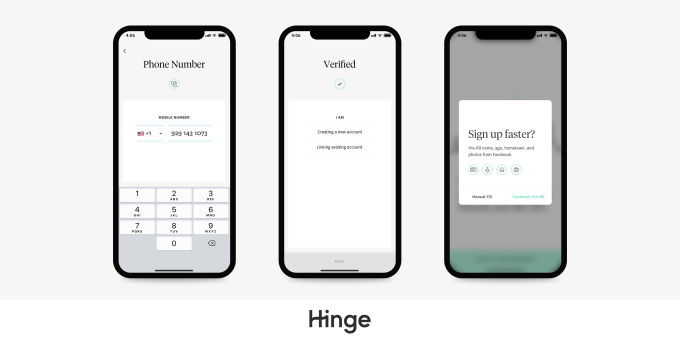 4:06
Phone Number
MOBILE NUMBER
+1 929 143 1073
1 2 3
ABC DEF
4 5 6
GHI JKL MNO
7 8 9
PQRS TUV WXYZ
0
4:06
Verified
I AM
Creating a new account
Linking existing account
NEXT
4:06
Sign up faster?
Pre-fill name, age, hometown, and
photos from Facebook.
Manual Fill Facebook Pre-fill
Hinge